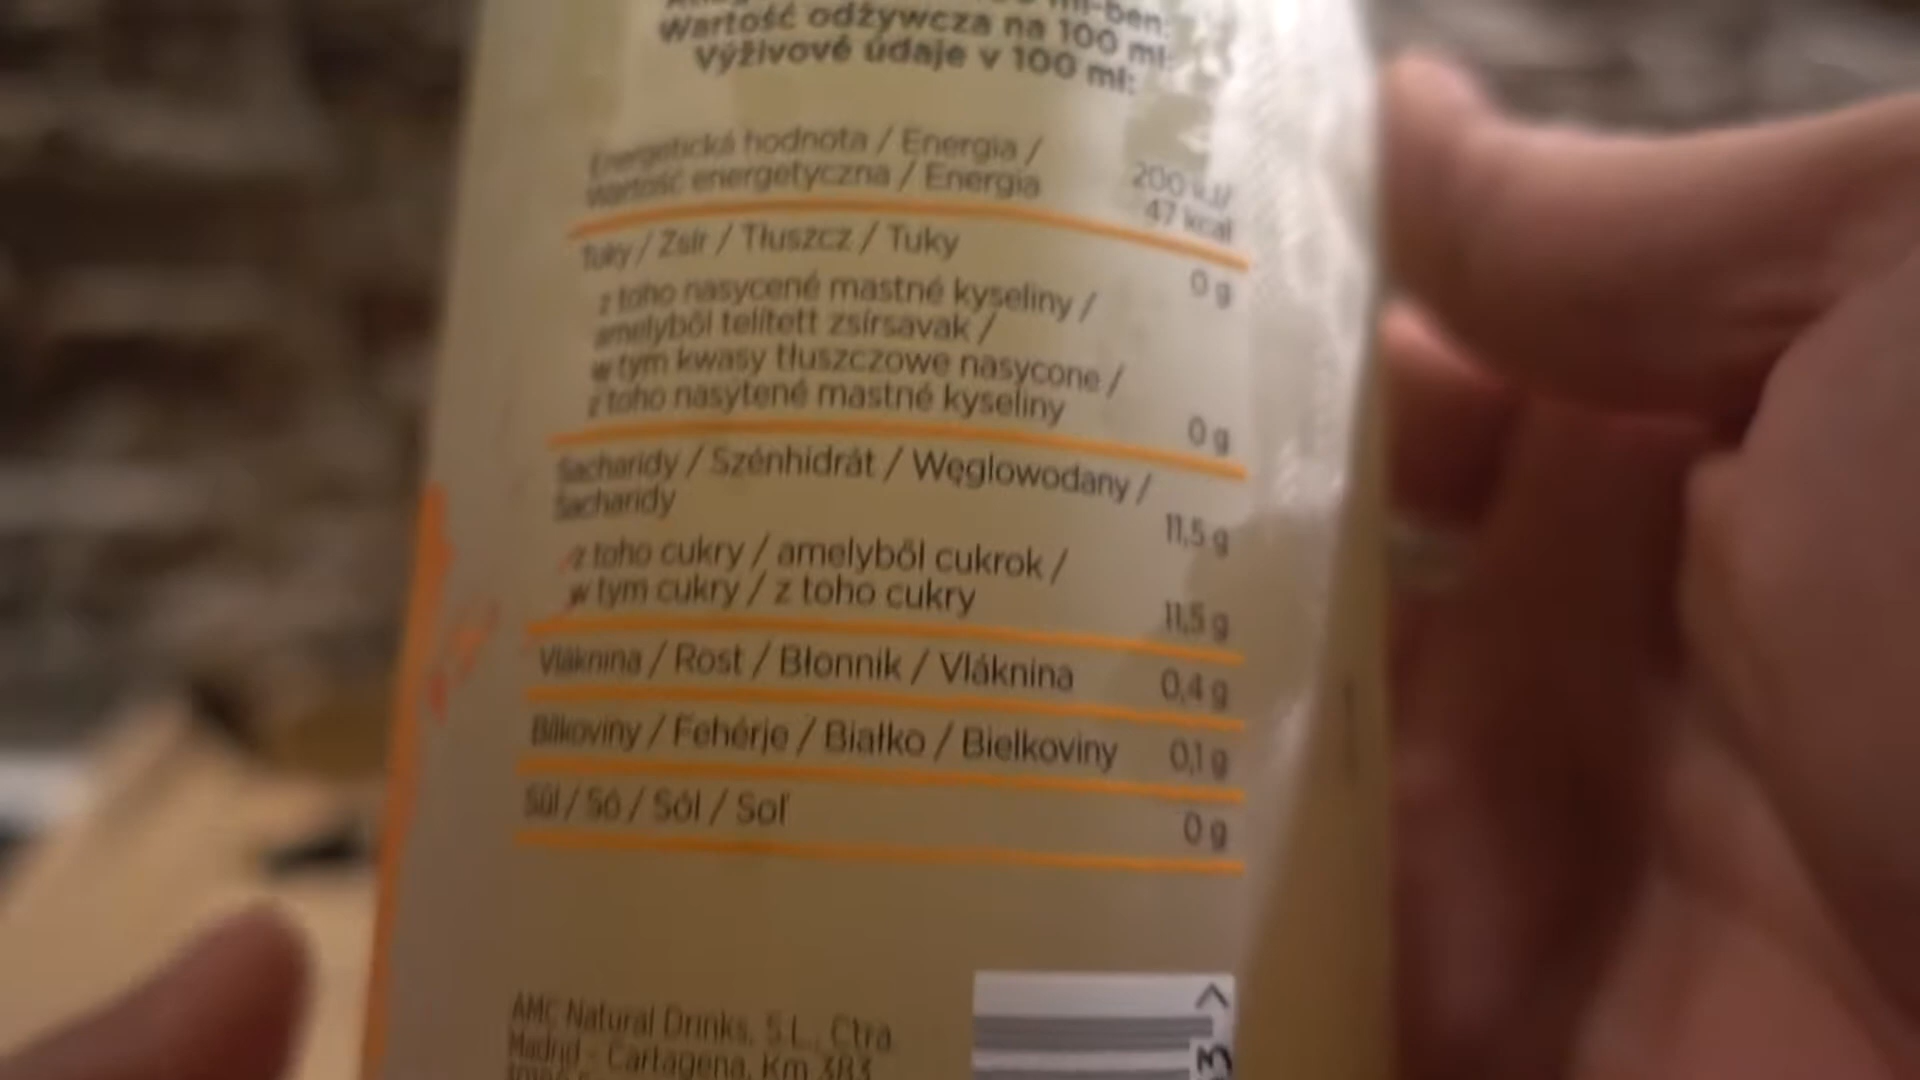 ml-ben:
Wartość odżywcza na 100 ml:
Výživové údaje v 100 ml:
Energetická hodnota / Energia /
Wartość energetyczna / Energia
200 kJ/
47 kcal
Tuky / Zsír / Tłuszcz / Tuky
0 g
z toho nasycené mastné kyseliny /
amelyből telített zsírsavak /
w tym kwasy tłuszczowe nasycone /
z toho nasýtené mastné kyseliny
0 g
Sacharidy / Szénhidrát / Węglowodany /
Sacharidy
11,5 g
z toho cukry / amelyből cukrok /
w tym cukry / z toho cukry
11,5 g
Vláknina / Rost / Błonnik / Vláknina 0,4 g
Bílkoviny / Fehérje / Białko / Bielkoviny 0,1 g
Sůl / Só / Sól / Soľ
0 g
AMC Natural Drinks, S.L., Ctra.
Madrid - Cartagena, Km 383
3 >